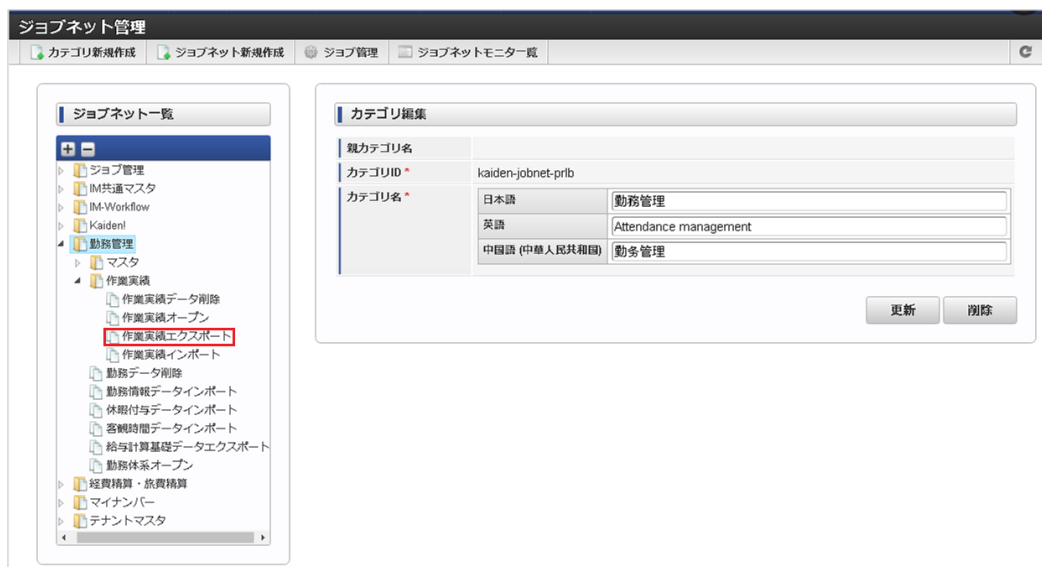 ジョブネット管理
カテゴリ新規作成 ジョブネット新規作成 ジョブ管理 ジョブネットモニター覧
ジョブネット一覧
ジョブ管理
IM共通マスタ
IM-Workflow
Kaiden!
勤務管理
マスタ
作業実績
作業実績データ削除
作業実績オープン
作業実績エクスポート
作業実績インポート
勤務データ削除
勤務情報データインポート
休暇付与データインポート
客観時間データインポート
給与計算基礎データエクスポート
勤務体系オープン
経費精算・旅費精算
マイナンバー
テナントマスタ
カテゴリ編集
親カテゴリ名
カテゴリID * kaiden-jobnet-prlb
カテゴリ名 * 日本語 勤務管理
英語 Attendance management
中国語 (中華人民共和国) 勤务管理
更新 削除